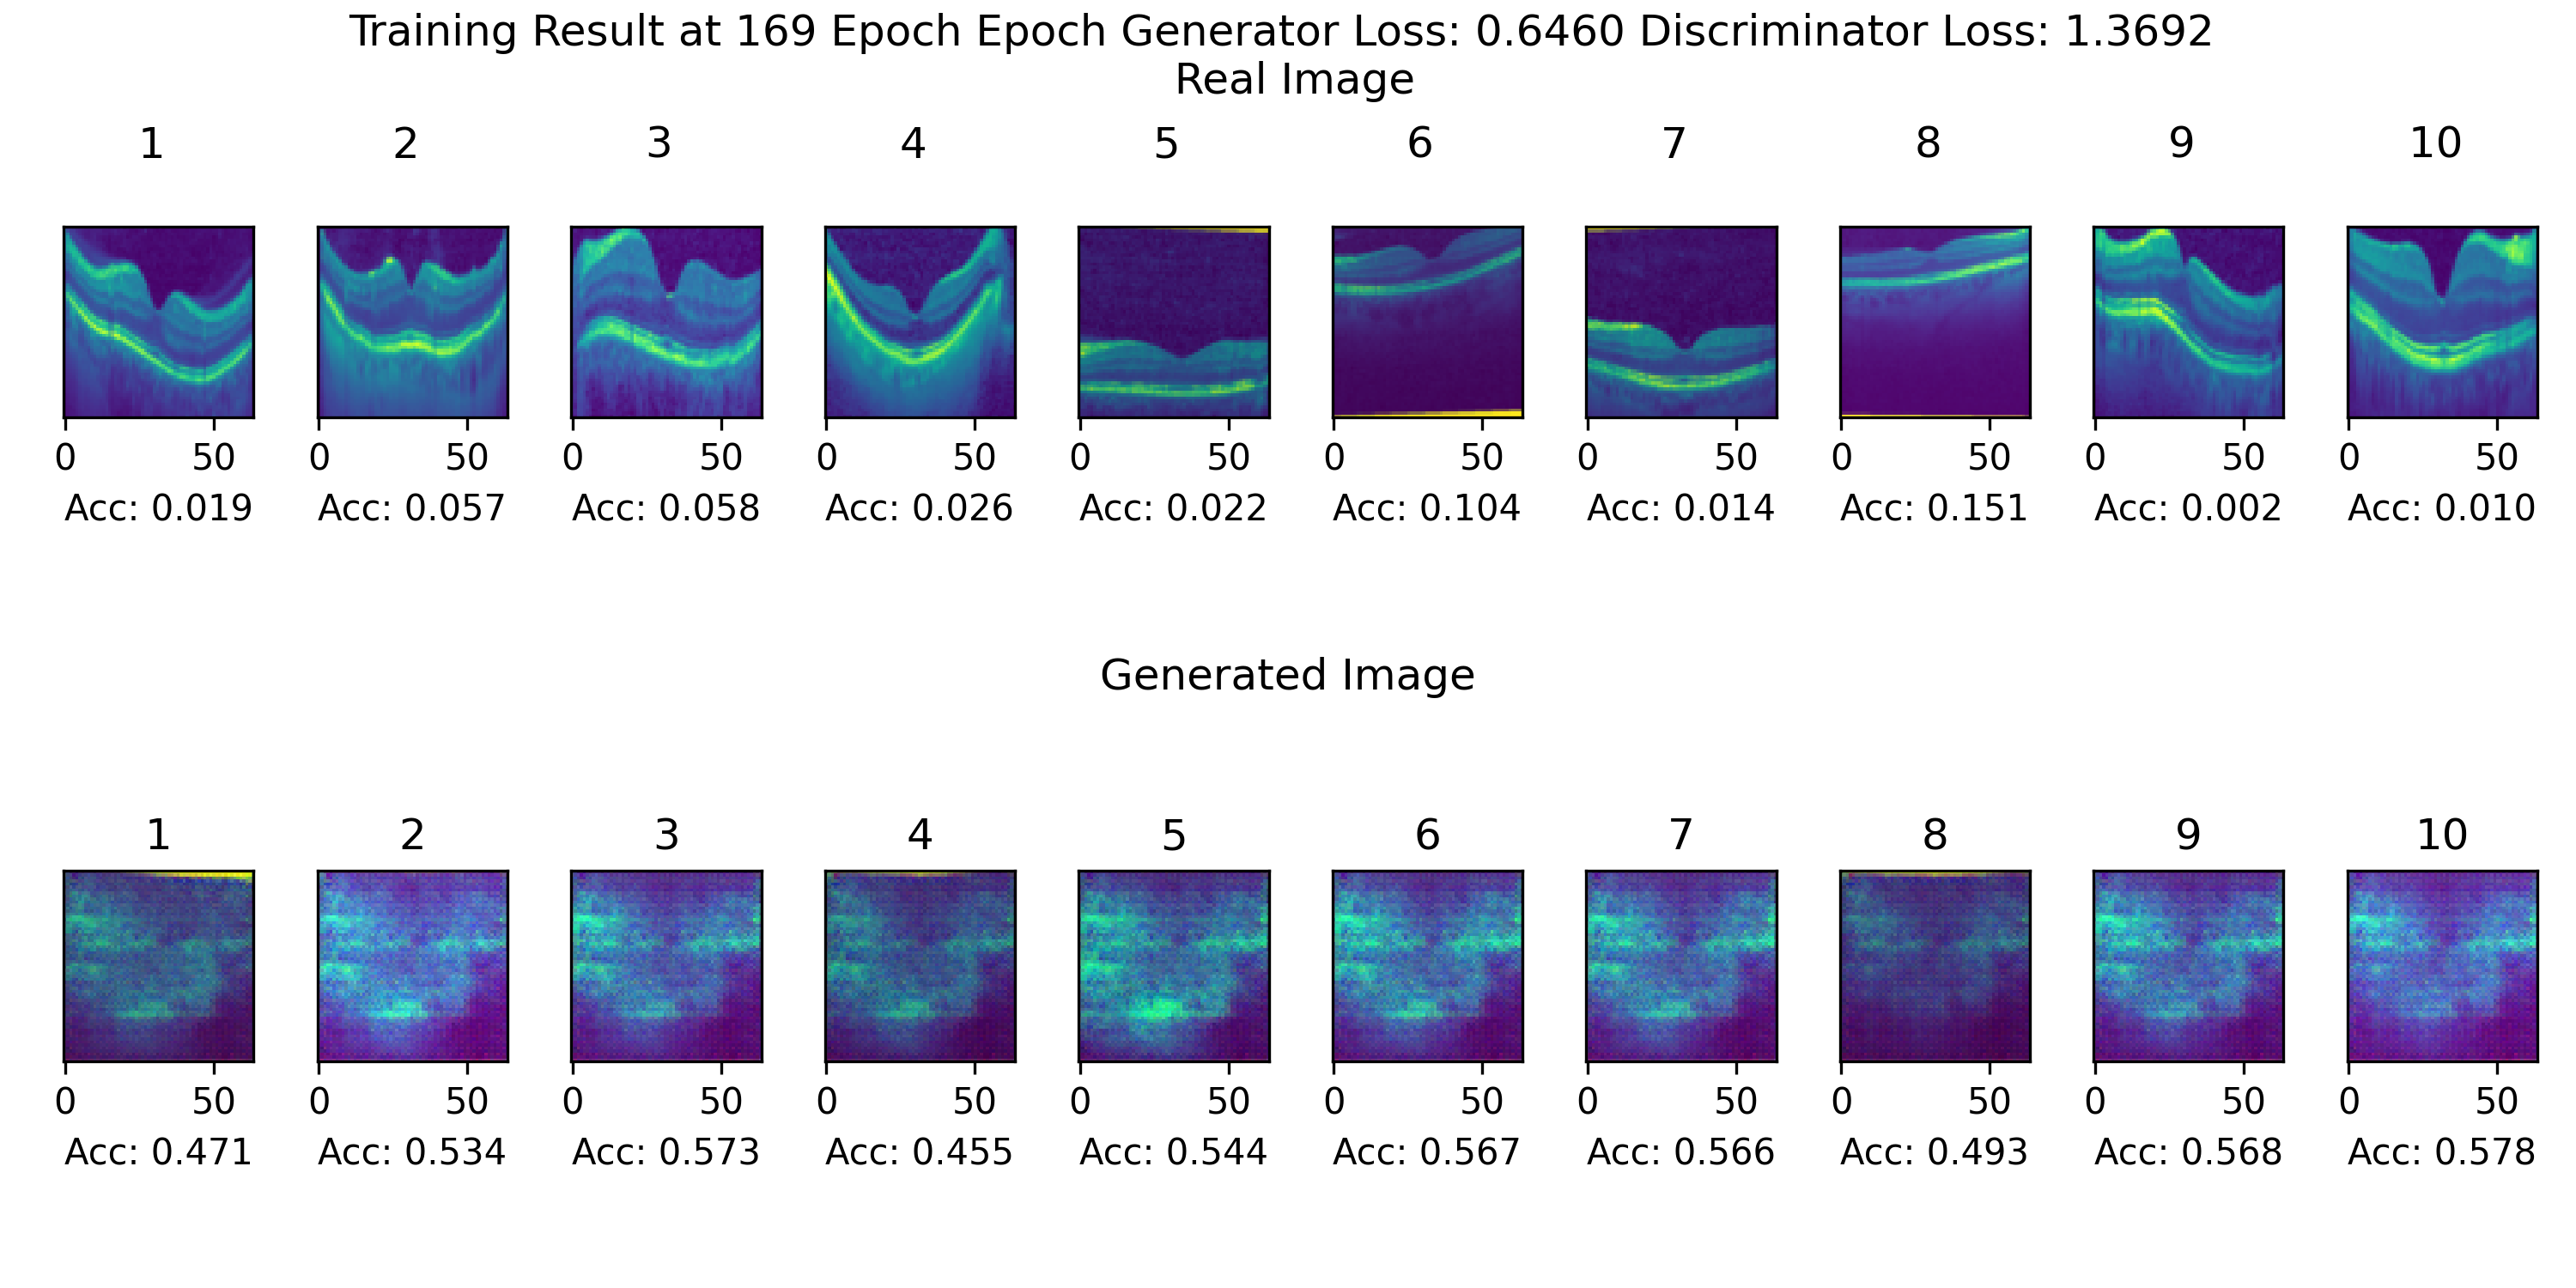 Training Result at 169 Epoch Epoch Generator Loss: 0.6460 Discriminator Loss: 1.3692
Real Image
1 2 3 4 5 6 7 8 9 10
0 50 0 50 0 50 0 50 0 50 0 50 0 50 0 50 0 50 0 50
Acc: 0.019 Acc: 0.057 Acc: 0.058 Acc: 0.026 Acc: 0.022 Acc: 0.104 Acc: 0.014 Acc: 0.151 Acc: 0.002 Acc: 0.010
Generated Image
1 2 3 4 5 6 7 8 9 10
0 50 0 50 0 50 0 50 0 50 0 50 0 50 0 50 0 50 0 50
Acc: 0.471 Acc: 0.534 Acc: 0.573 Acc: 0.455 Acc: 0.544 Acc: 0.567 Acc: 0.566 Acc: 0.493 Acc: 0.568 Acc: 0.578